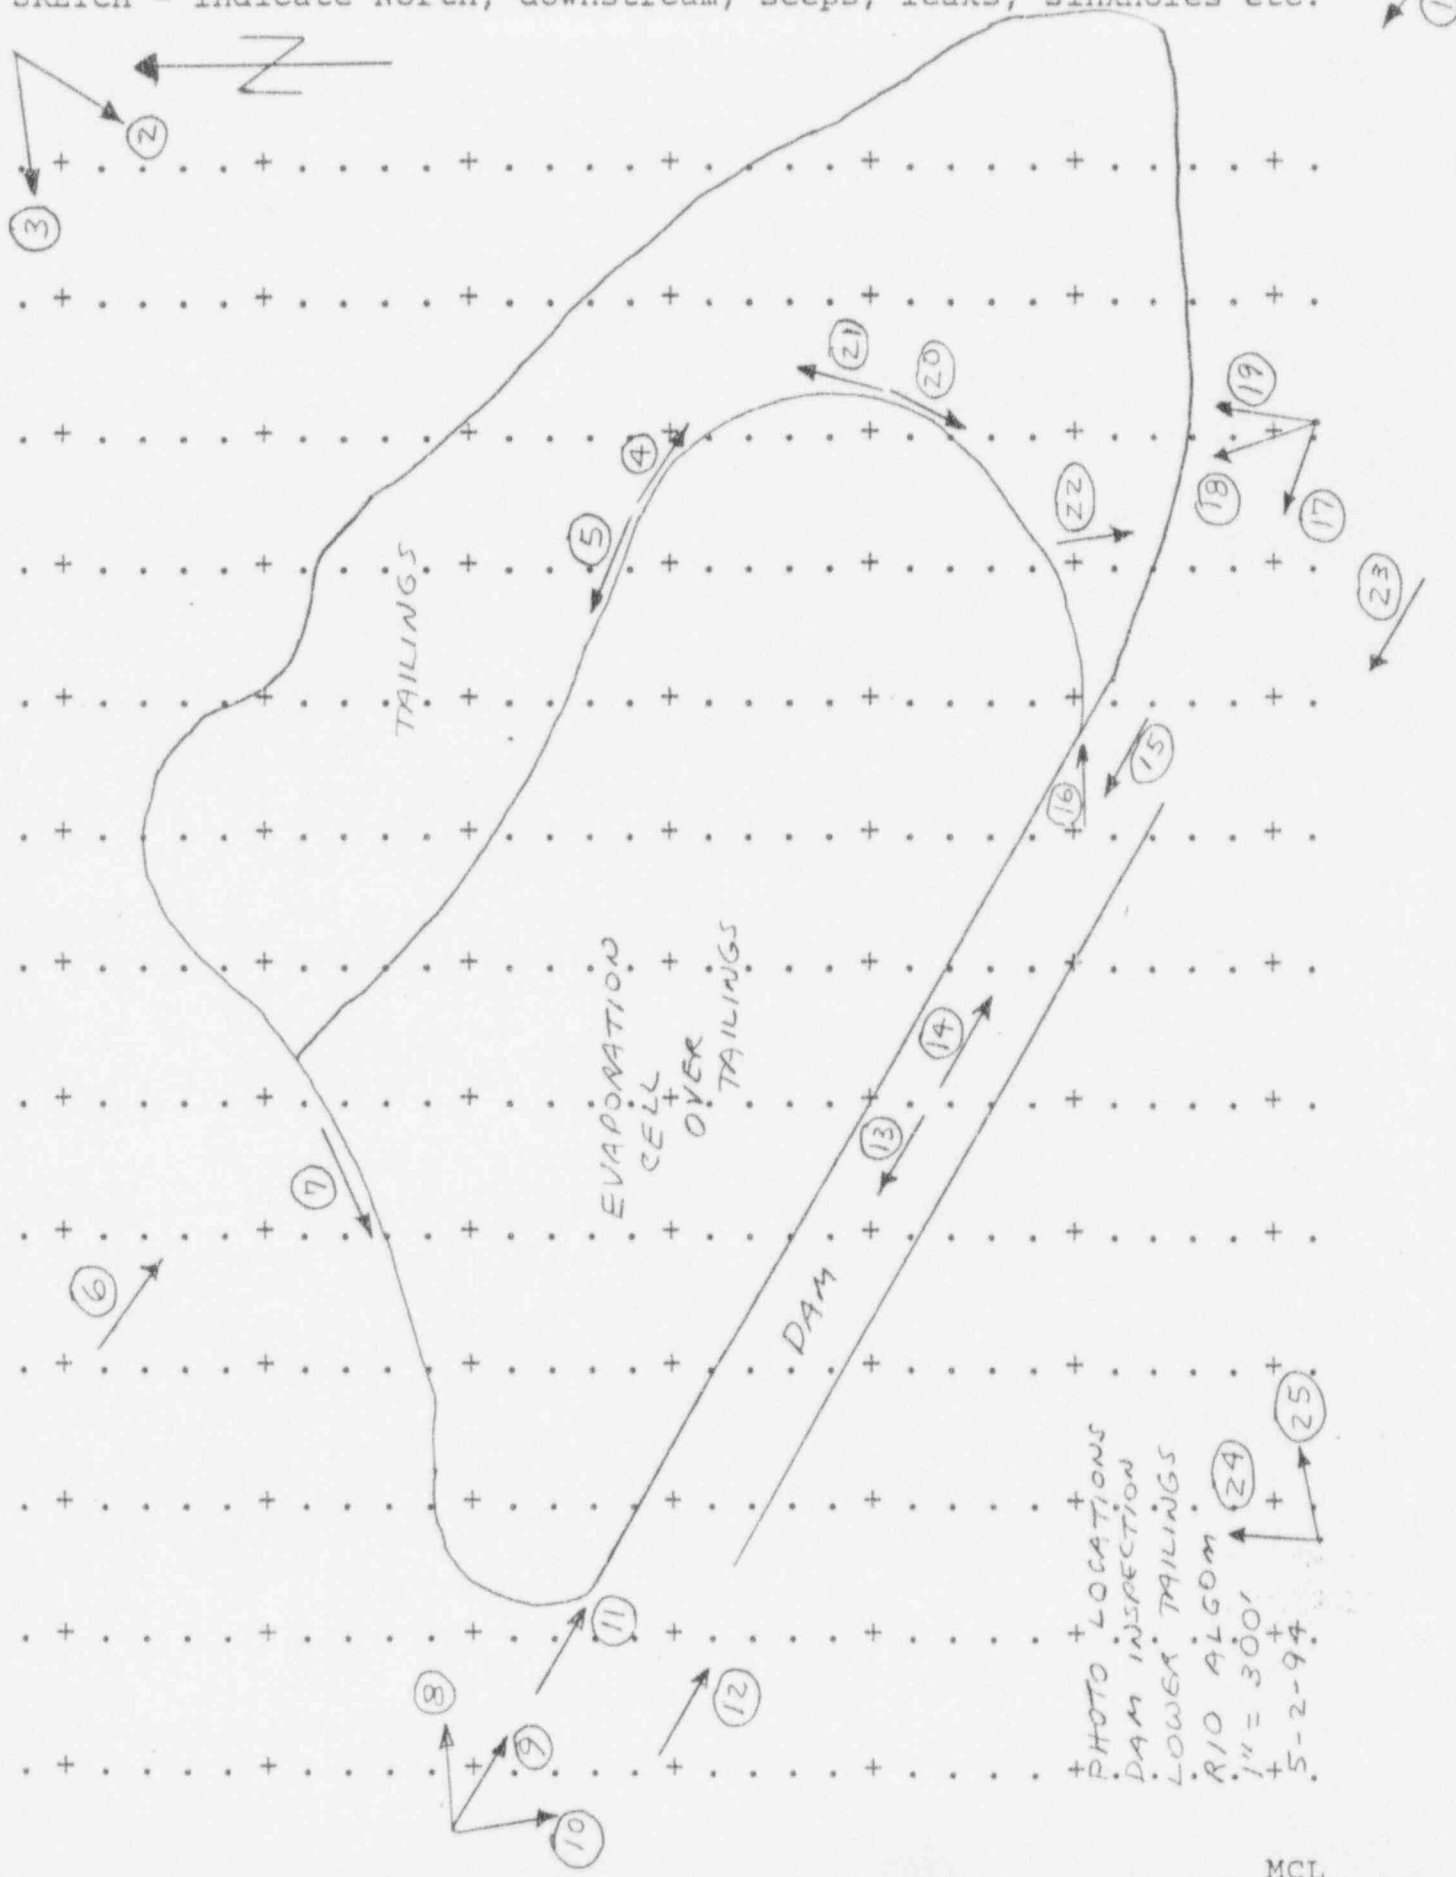 SKETCH - Indicate North, downstream, seeps, leaks, sinkholes etc.
N
1
2
3
21
20
19
4
18
22
17
5
23
TAILINGS
15
16
EVAPORATION
CELL
OVER
TAILINGS
14
13
7
6
DAM
25
24
11
8
12
9
10
PHOTO LOCATIONS
DAM INSPECTION
LOWER TAILINGS
RIO ALGOM
1" = 300'
5-2-94
MCL